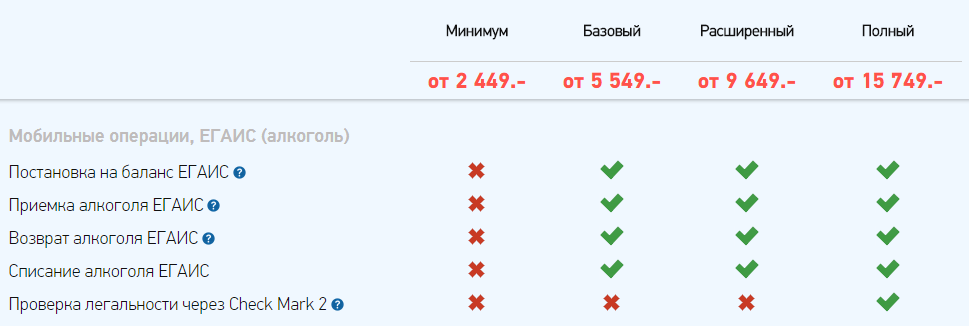 Минимум Базовый Расширенный Полный
от 2 449.- от 5 549.- от 9 649.- от 15 749.-
Мобильные операции, ЕГАИС (алкоголь)
Постановка на баланс ЕГАИС ?
Приемка алкоголя ЕГАИС ?
Возврат алкоголя ЕГАИС ?
Списание алкоголя ЕГАИС
Проверка легальности через Check Mark 2 ?